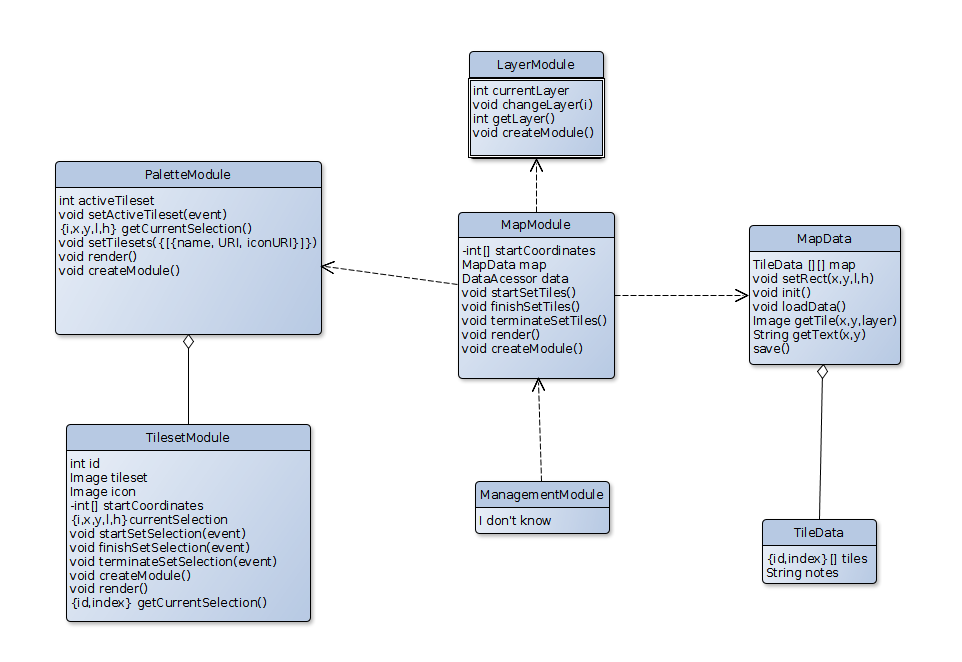 LayerModule
int currentLayer
void changeLayer(i)
int getLayer()
void createModule()
PaletteModule
int activeTileset
void setActiveTileset(event)
{i,x,y,l,h} getCurrentSelection()
void setTilesets({[{name, URI, iconURI}]})
void render()
void createModule()
MapModule
-int[] startCoordinates
MapData map
DataAcessor data
void startSetTiles()
void finishSetTiles()
void terminateSetTiles()
void render()
void createModule()
MapData
TileData [][] map
void setRect(x,y,l,h)
void init()
void loadData()
Image getTile(x,y,layer)
String getText(x,y)
save()
TilesetModule
int id
Image tileset
Image icon
-int[] startCoordinates
{i,x,y,l,h}currentSelection
void startSetSelection(event)
void finishSetSelection(event)
void terminateSetSelection(event)
void createModule()
void render()
{id,index} getCurrentSelection()
ManagementModule
I don't know
TileData
{id,index}[] tiles
String notes